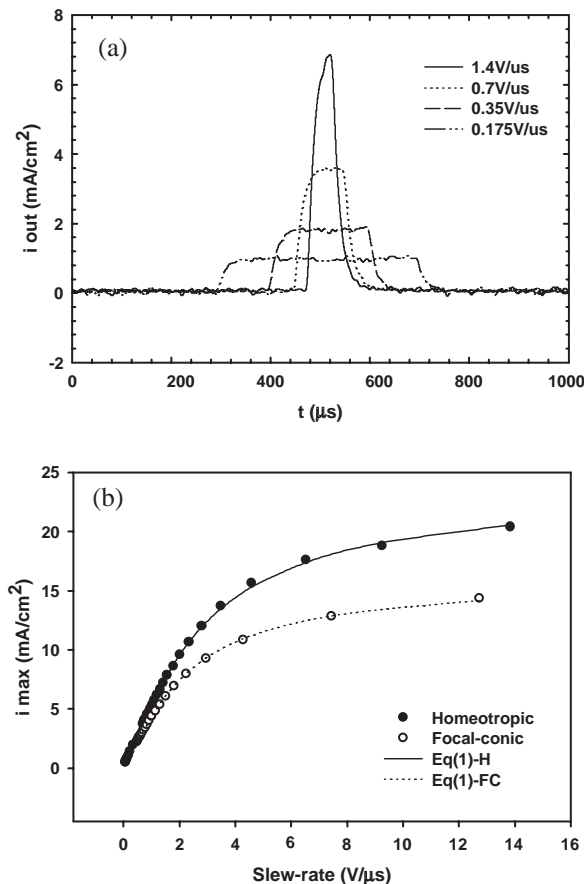 (a)
8
6
4
2
0
-2
i out (mA/cm²)
1.4V/us
0.7V/us
0.35V/us
0.175V/us
0 200 400 600 800 1000
t (μs)
(b)
25
20
15
10
5
0
i max (mA/cm²)
Homeotropic
Focal-conic
Eq(1)-H
Eq(1)-FC
0 2 4 6 8 10 12 14 16
Slew-rate (V/μs)